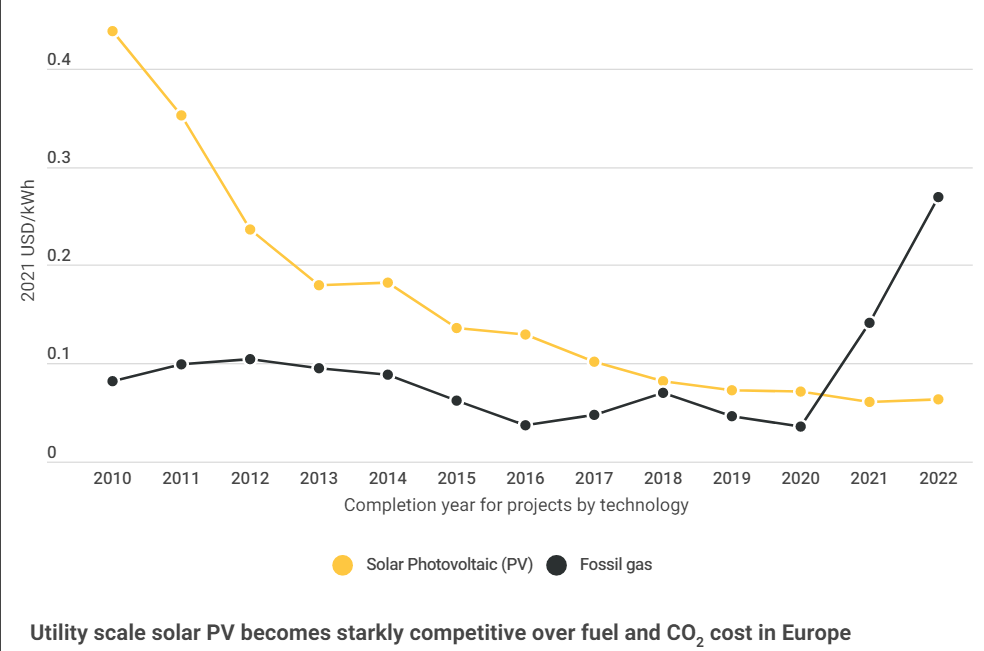 0.4
0.3
0.2
0.1
0
2021 USD/kWh
2010 2011 2012 2013 2014 2015 2016 2017 2018 2019 2020 2021 2022
Completion year for projects by technology
Solar Photovoltaic (PV) Fossil gas
Utility scale solar PV becomes starkly competitive over fuel and CO₂ cost in Europe